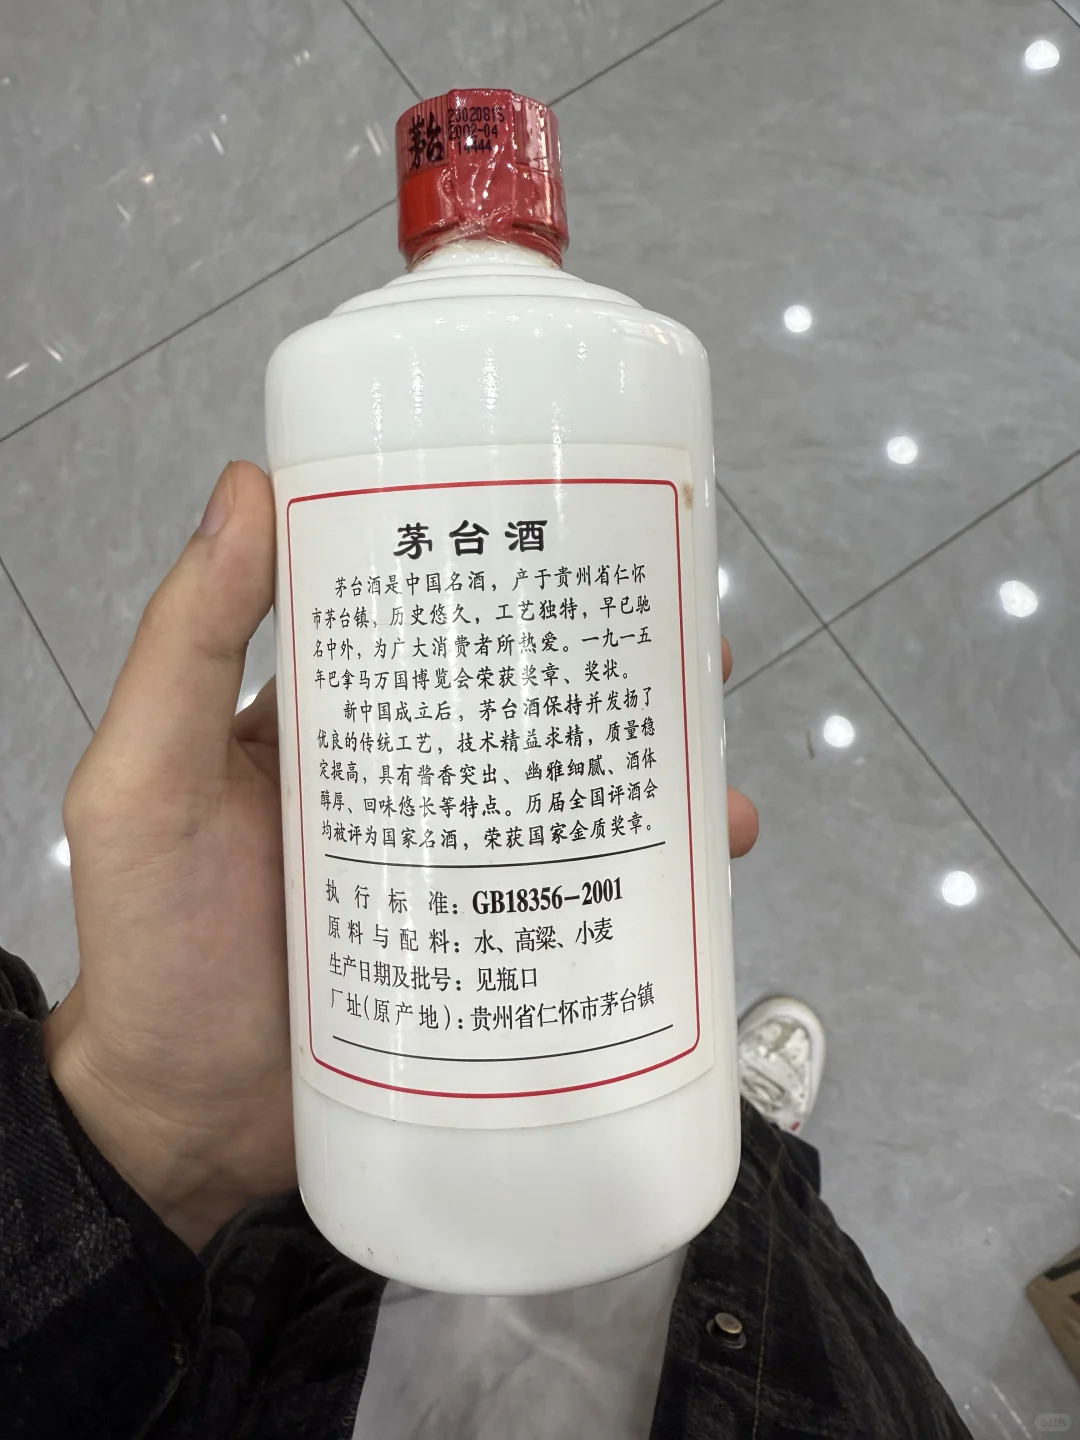 茅台
20020815
2002-04
14444
茅台酒
茅台酒是中国名酒，产于贵州省仁怀
市茅台镇，历史悠久，工艺独特，早已驰
名中外，为广大消费者所热爱。一九一五
年巴拿马万国博览会荣获奖章、奖状。
新中国成立后，茅台酒保持并发扬了
优良的传统工艺，技术精益求精，质量稳
定提高，具有酱香突出、幽雅细腻、酒体
醇厚、回味悠长等特点。历届全国评酒会
均被评为国家名酒，荣获国家金质奖章。
执行标准：GB18356-2001
原料与配料：水、高粱、小麦
生产日期及批号：见瓶口
厂址(原产地)：贵州省仁怀市茅台镇
小红书